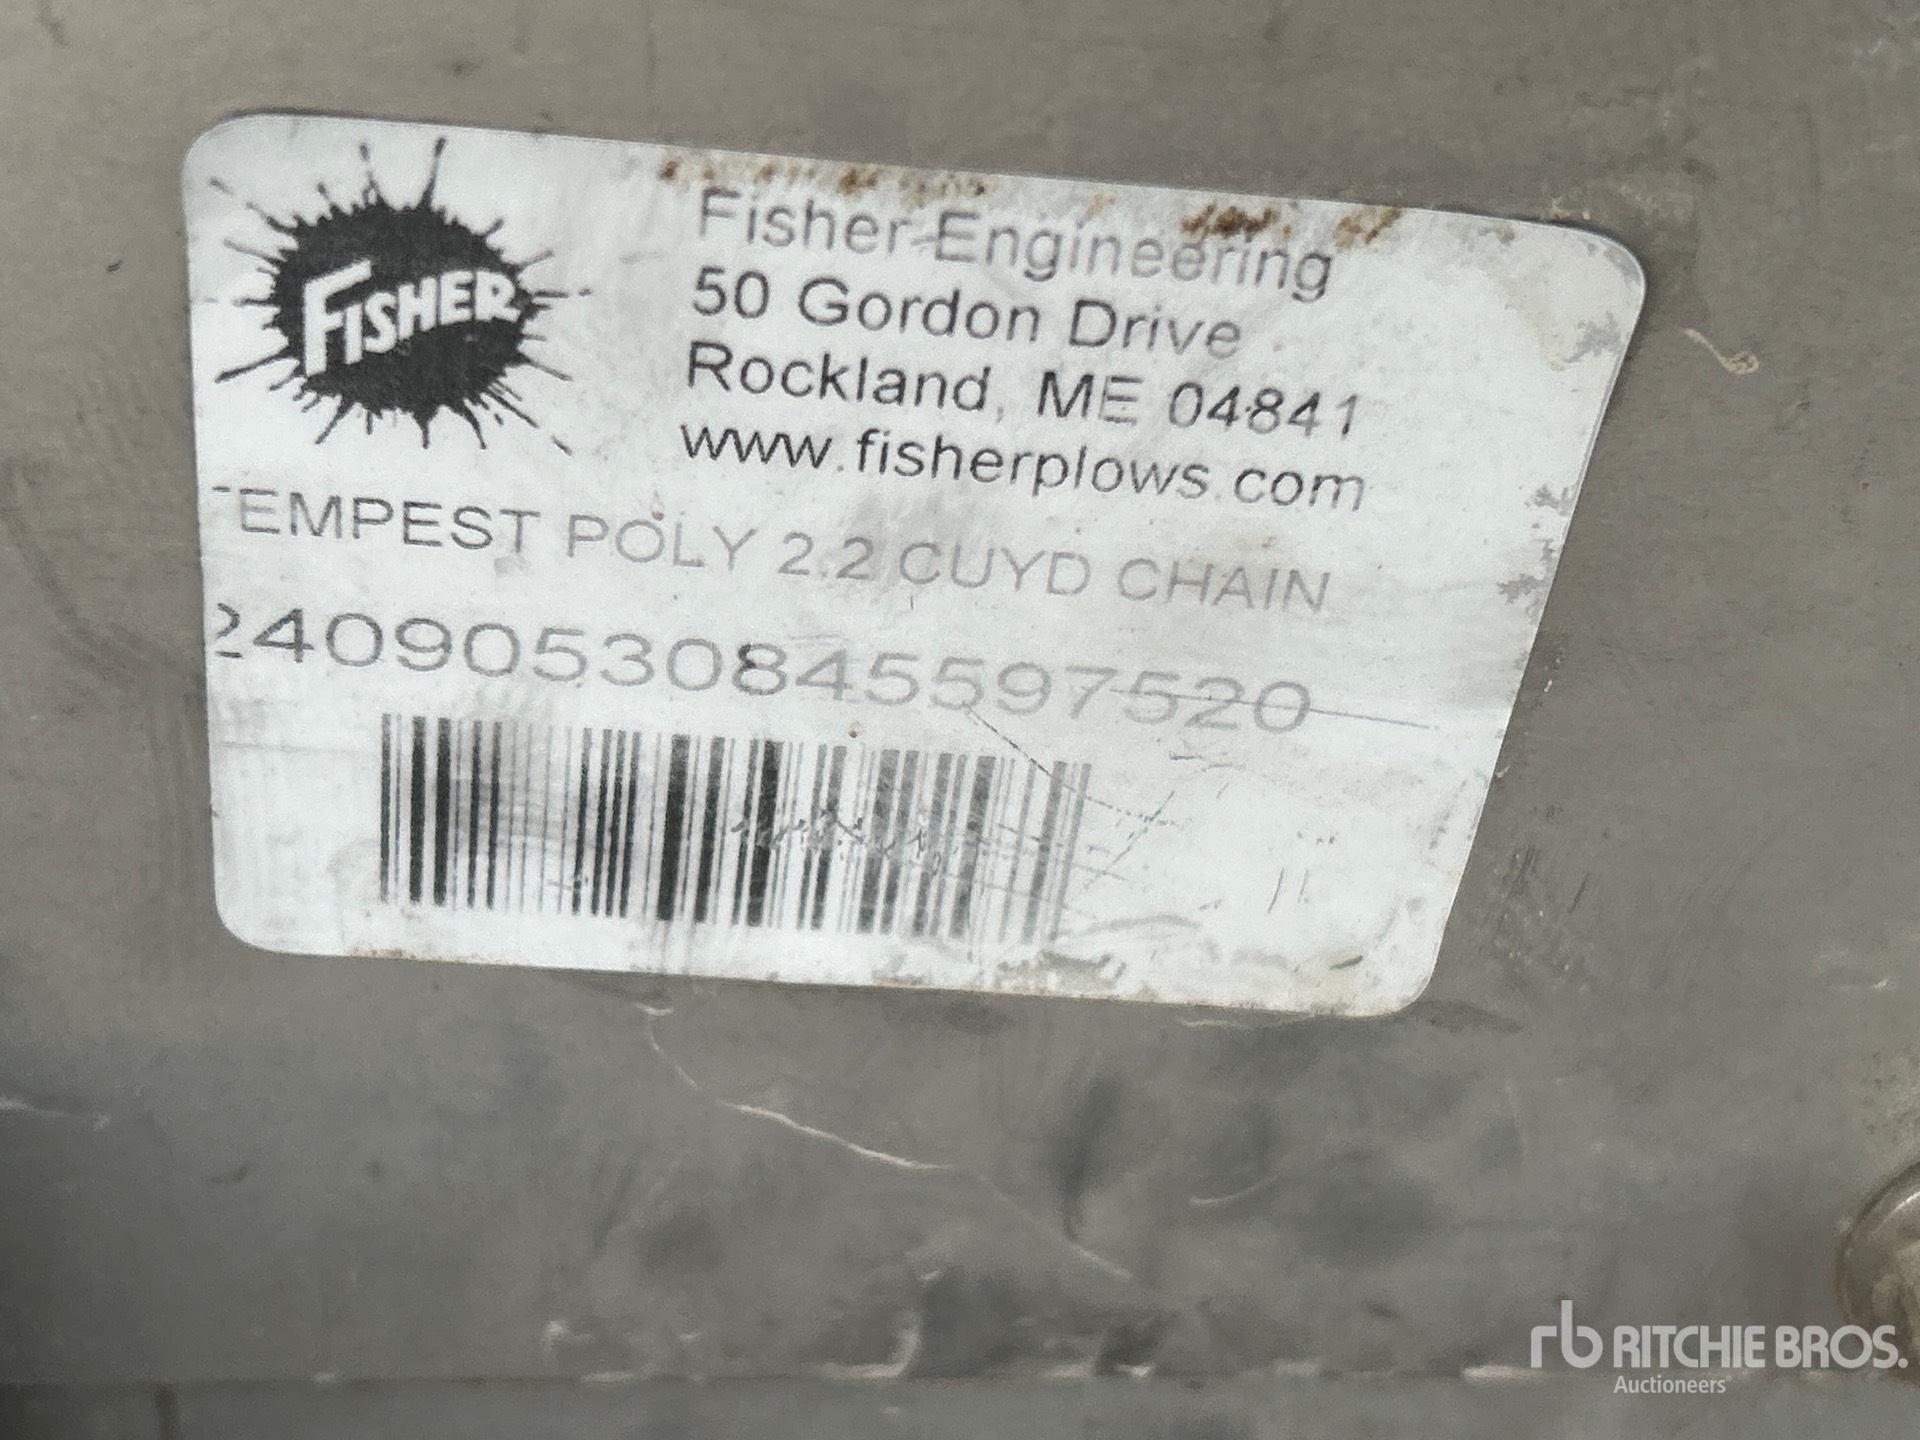 FISHER
Fisher Engineering
50 Gordon Drive
Rockland, ME 04841
www.fisherplows.com
TEMPEST POLY 2.2 CUYD CHAIN
24090530845597520
rb RITCHIE BROS.
Auctioneers